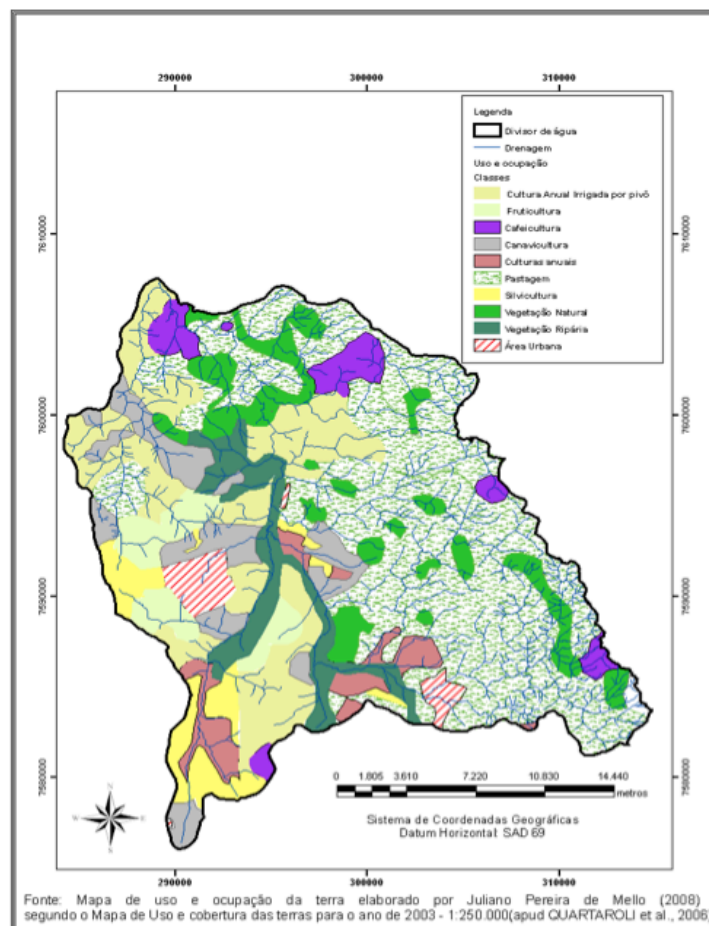 290000 300000 310000
Legenda
Divisor de água
Drenagem
Uso e ocupação
Classes
Cultura Anual Irrigada por pivô
Fruticultura
Cafeicultura
Canavicultura
Culturas anuais
Pastagem
Silvicultura
Vegetação Natural
Vegetação Ripária
Área Urbana
7610000 7610000
7600000 7600000
7590000 7590000
7580000 7580000
0 1.805 3.610 7.220 10.830 14.440
metros
N
W E
S
Sistema de Coordenadas Geográficas
Datum Horizontal: SAD 69
290000 300000 310000
Fonte: Mapa de uso e ocupação da terra elaborado por Juliano Pereira de Mello (2008)
segundo o Mapa de Uso e cobertura das terras para o ano de 2003 - 1:250.000(apud QUARTAROLI et al., 2006)